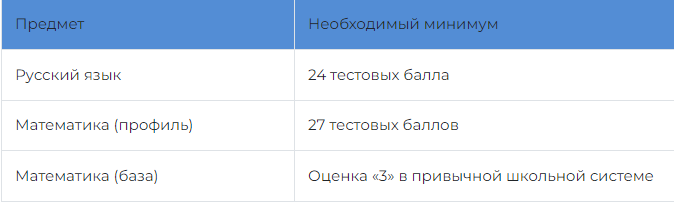 Предмет Необходимый минимум
Русский язык 24 тестовых балла
Математика (профиль) 27 тестовых баллов
Математика (база) Оценка «3» в привычной школьной системе